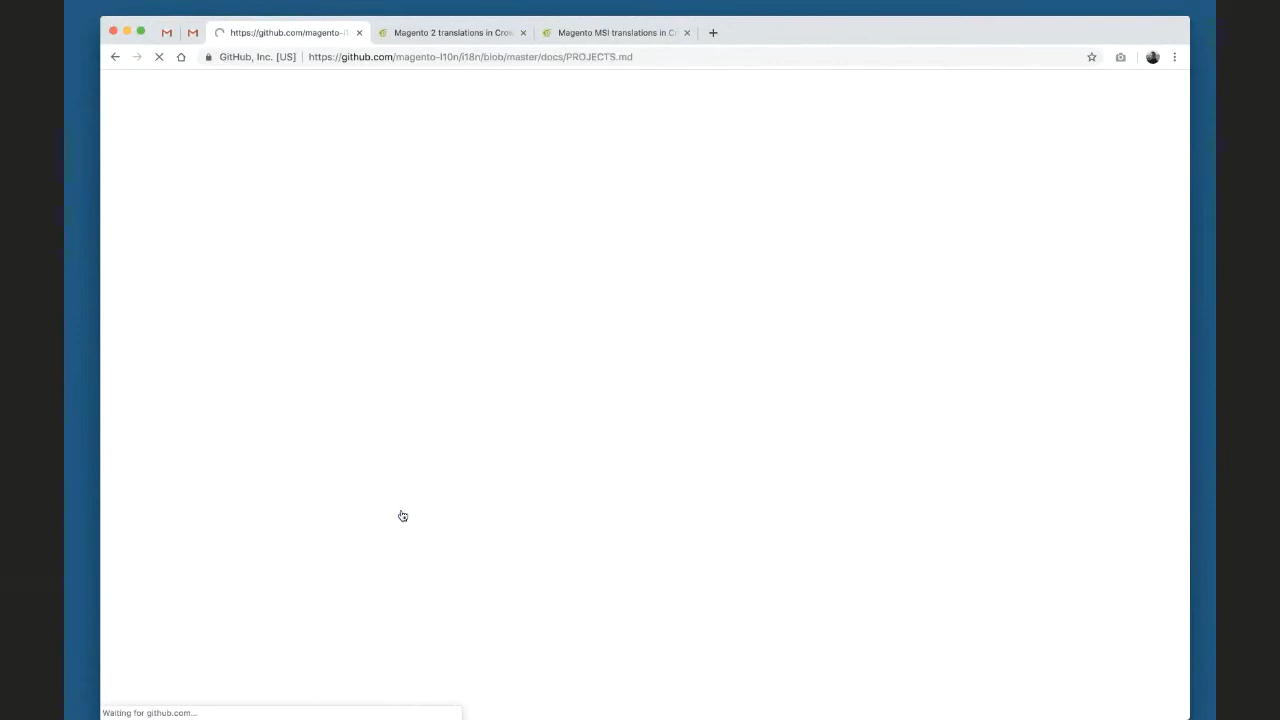 https://github.com/magento-l
Magento 2 translations in Crow
Magento MSI translations in C
GitHub, Inc. [US]
https://github.com/magento-l10n/i18n/blob/master/docs/PROJECTS.md
Waiting for github.com...